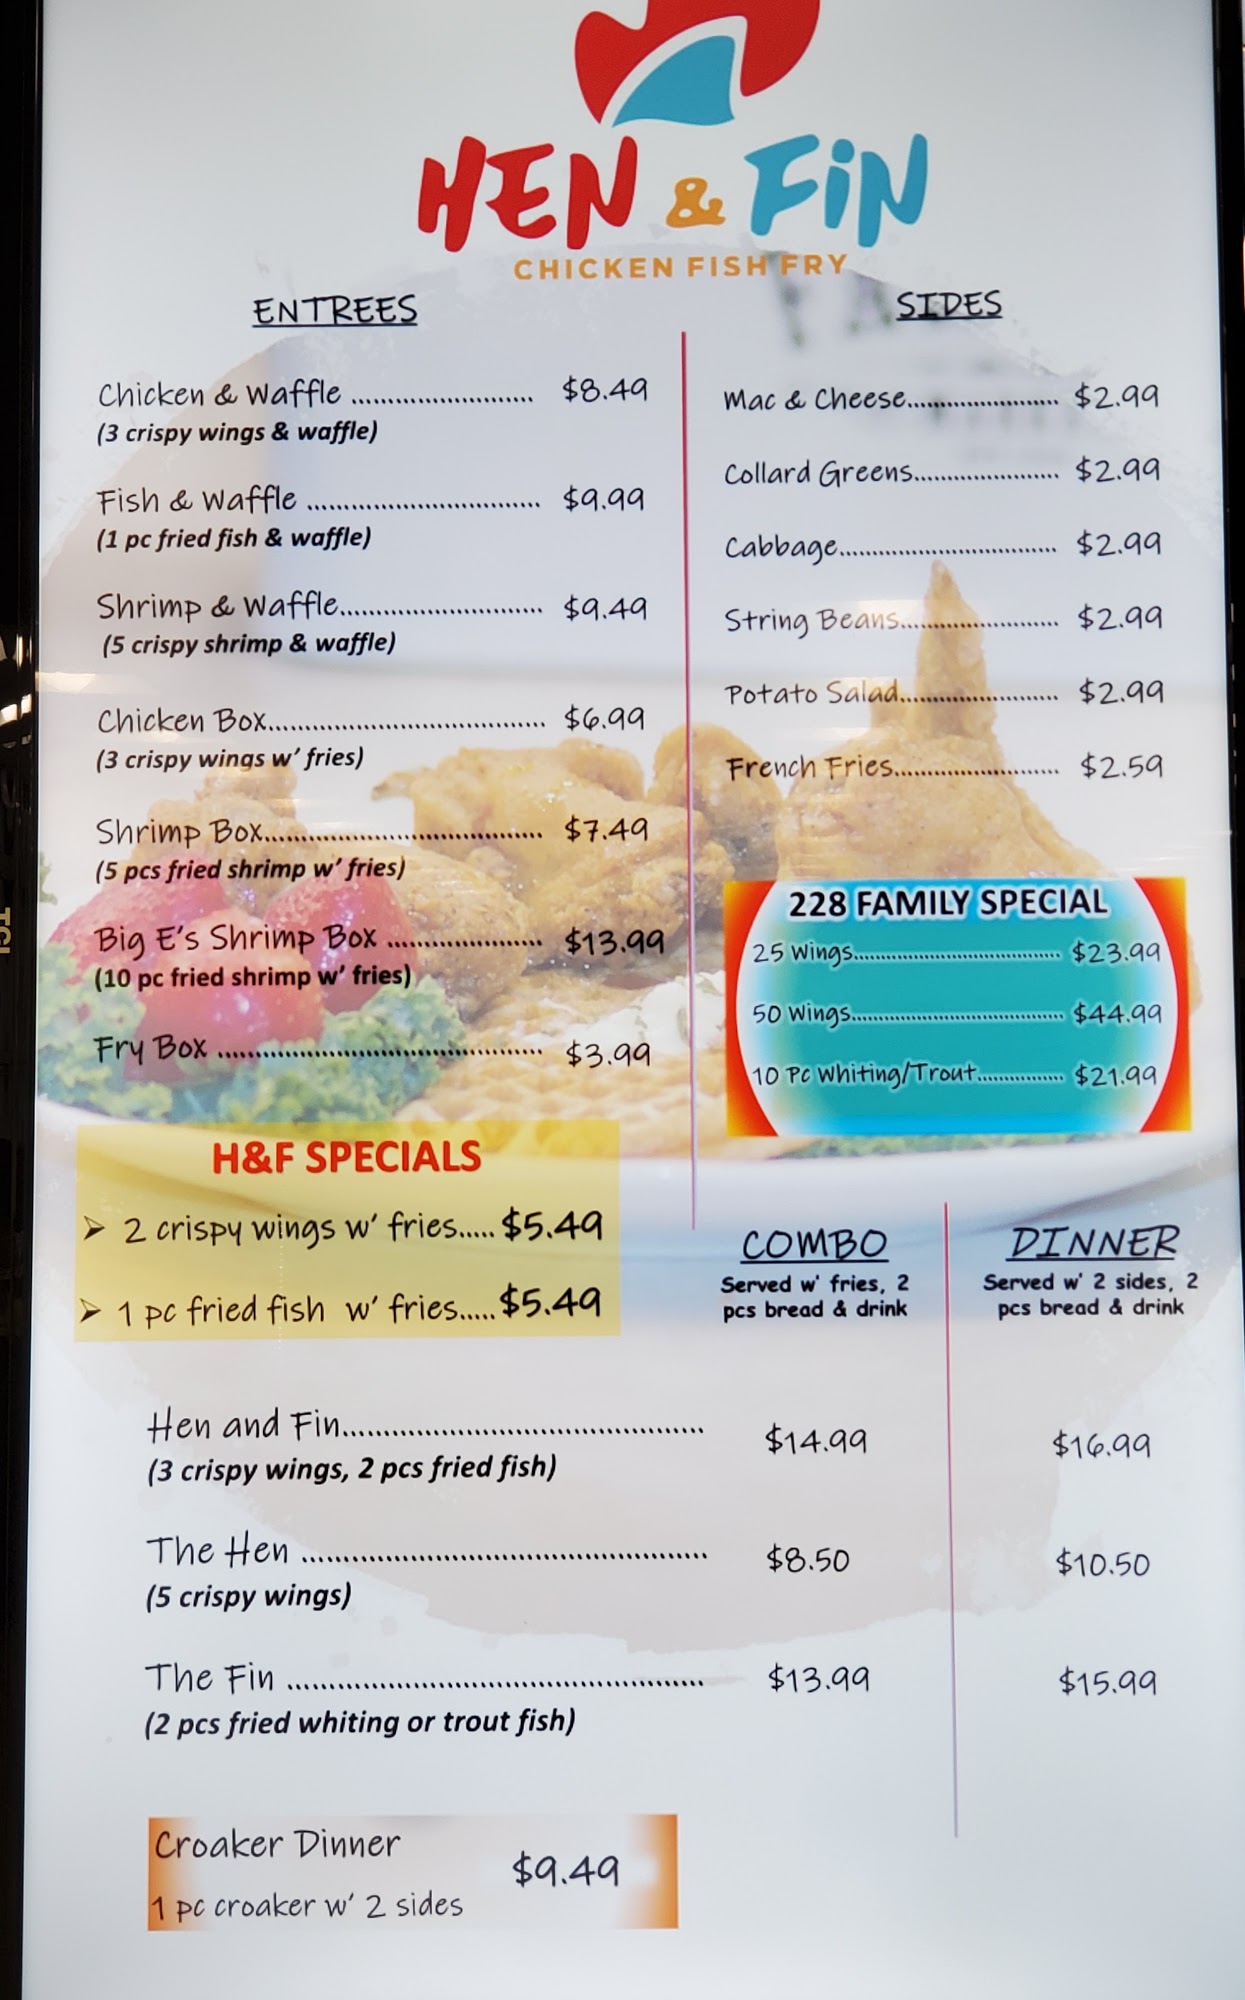 HEN & FiN
CHICKEN FISH FRY
ENTREES
Chicken & Waffle ........................ $8.49
(3 crispy wings & waffle)
Fish & Waffle ............................... $9.99
(1 pc fried fish & waffle)
Shrimp & Waffle........................... $9.49
(5 crispy shrimp & waffle)
Chicken Box..................................... $6.99
(3 crispy wings w' fries)
Shrimp Box..................................... $7.49
(5 pcs fried shrimp w' fries)
Big E's Shrimp Box ..................... $13.99
(10 pc fried shrimp w' fries)
Fry Box ........................................... $3.99
SIDES
Mac & Cheese.................... $2.99
Collard Greens................... $2.99
Cabbage............................. $2.99
String Beans..................... $2.99
Potato Salad..................... $2.99
French Fries...................... $2.59
228 FAMILY SPECIAL
25 Wings..................................... $23.99
50 Wings...................................... $44.99
10 Pc Whiting/Trout............... $21.99
H&F SPECIALS
➢ 2 crispy wings w' fries..... $5.49
➢ 1 pc fried fish w' fries..... $5.49
COMBO
Served w' fries, 2
pcs bread & drink
DINNER
Served w' 2 sides, 2
pcs bread & drink
Hen and Fin............................................ $14.99 $16.99
(3 crispy wings, 2 pcs fried fish)
The Hen ................................................. $8.50 $10.50
(5 crispy wings)
The Fin .................................................. $13.99 $15.99
(2 pcs fried whiting or trout fish)
Croaker Dinner
$9.49
1 pc croaker w' 2 sides
TCL